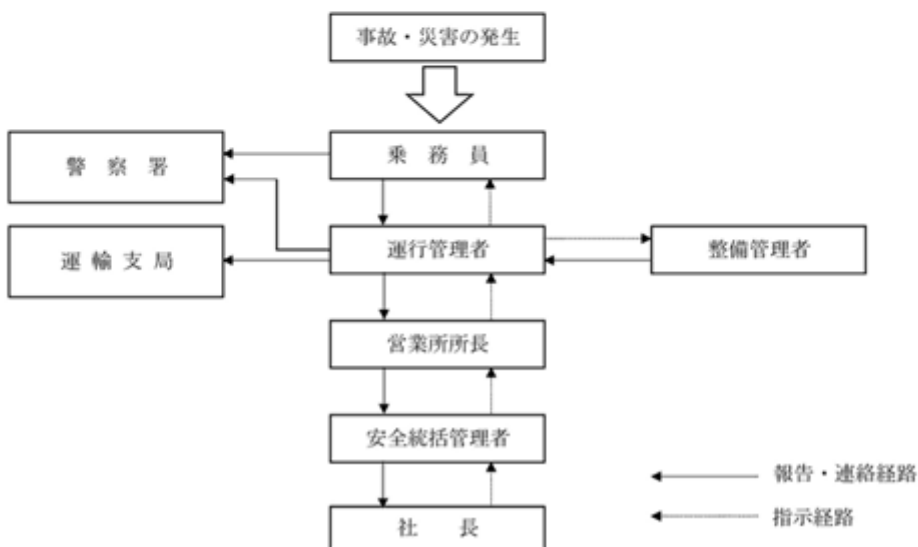 事故・災害の発生
乗務員
警察署
運行管理者
整備管理者
運輸支局
営業所所長
安全統括管理者
報告・連絡経路
社長
指示経路